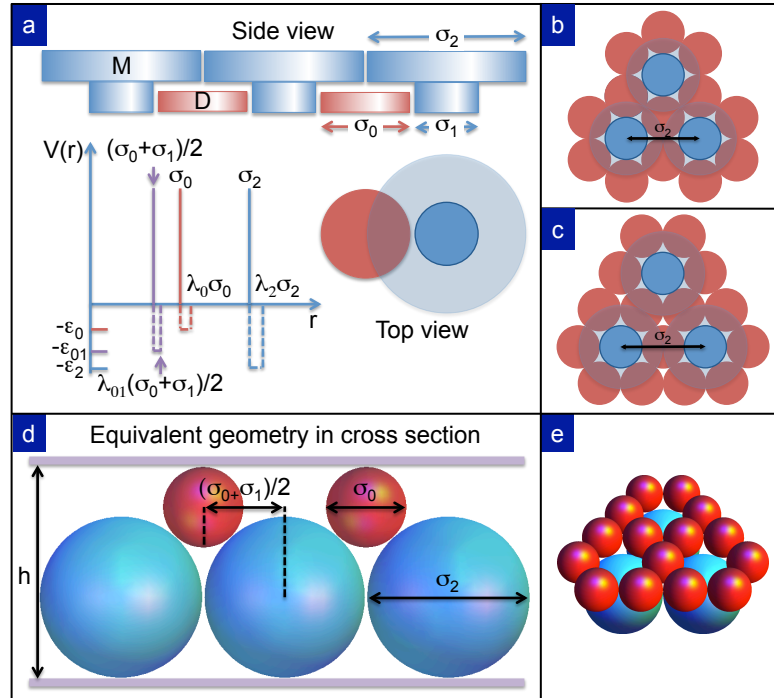 a
Side view
σ2
M
D
σ0
σ1
V(r)
(σ0+σ1)/2
σ0
σ2
λ0σ0
λ2σ2
r
-ε0
-ε01
-ε2
λ01(σ0+σ1)/2
Top view
b
σ2
c
σ2
d
Equivalent geometry in cross section
(σ0+σ1)/2
σ0
h
σ2
e